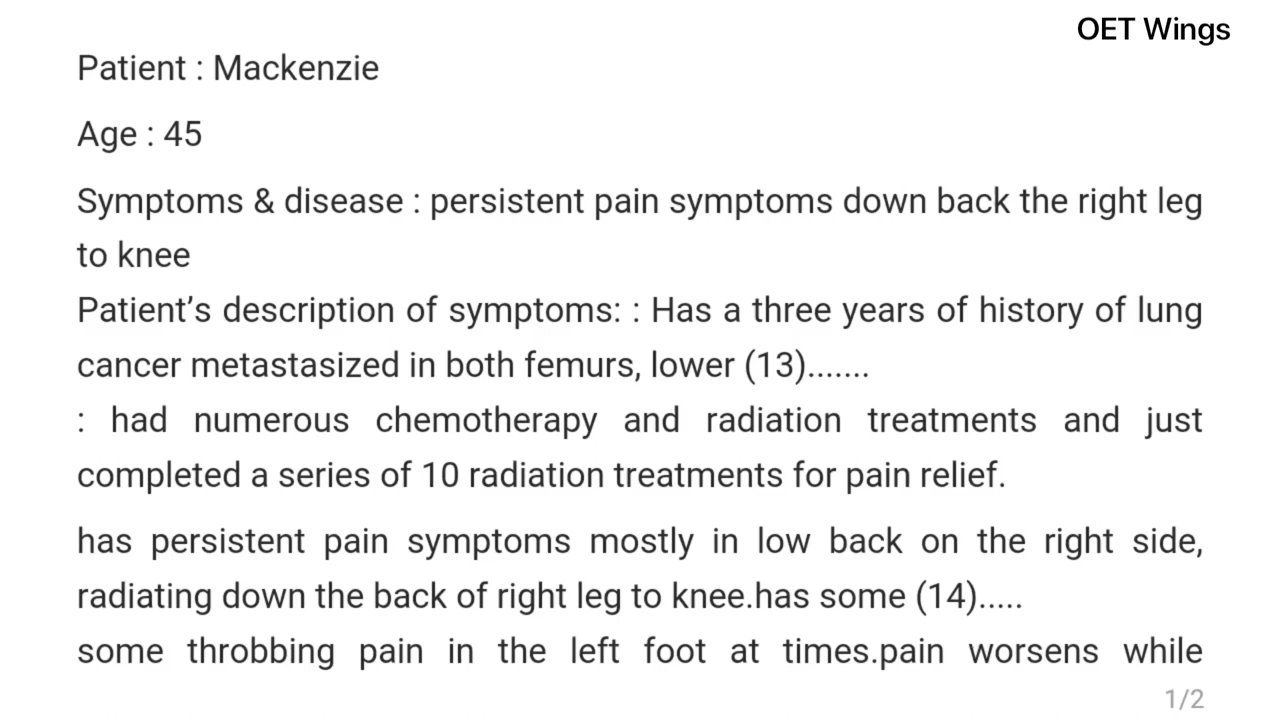 OET Wings
Patient : Mackenzie
Age : 45
Symptoms & disease : persistent pain symptoms down back the right leg
to knee
Patient’s description of symptoms: : Has a three years of history of lung
cancer metastasized in both femurs, lower (13).......
: had numerous chemotherapy and radiation treatments and just
completed a series of 10 radiation treatments for pain relief.
has persistent pain symptoms mostly in low back on the right side,
radiating down the back of right leg to knee.has some (14).....
some throbbing pain in the left foot at times.pain worsens while
1/2